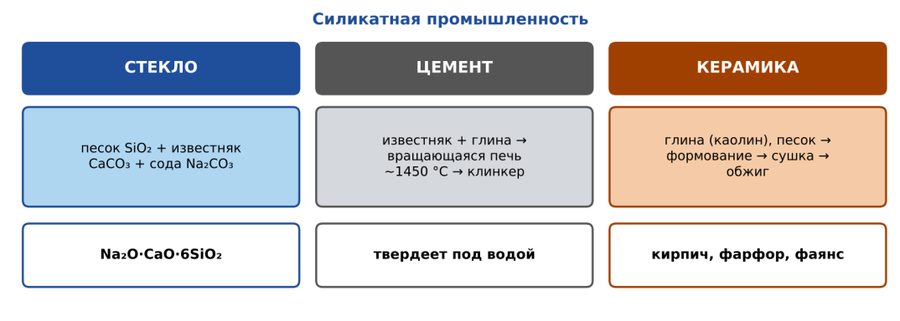 Силикатная промышленность
СТЕКЛО
ЦЕМЕНТ
КЕРАМИКА
песок SiO₂ + известняк
CaCO₃ + сода Na₂CO₃
известняк + глина →
вращающаяся печь
~1450 °C → клинкер
глина (каолин), песок →
формование → сушка →
обжиг
Na₂O·CaO·6SiO₂
твердеет под водой
кирпич, фарфор, фаянс